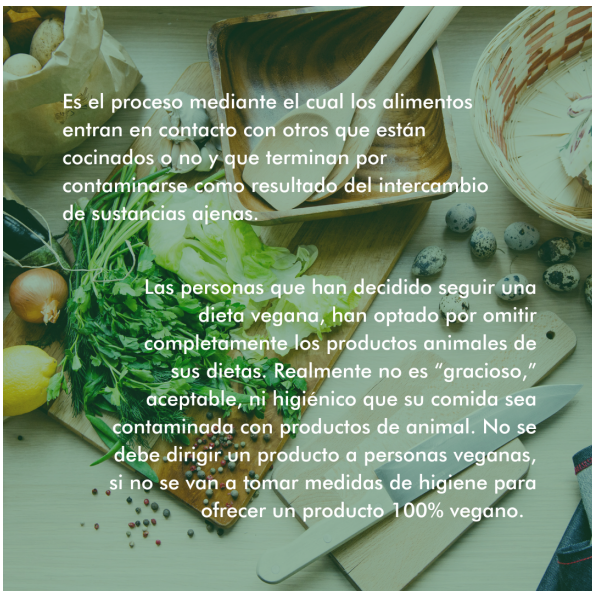 Es el proceso mediante el cual los alimentos
entran en contacto con otros que están
cocinados o no y que terminan por
contaminarse como resultado del intercambio
de sustancias ajenas.
Las personas que han decidido seguir una
dieta vegana, han optado por omitir
completamente los productos animales de
sus dietas. Realmente no es “gracioso,”
aceptable, ni higiénico que su comida sea
contaminada con productos de animal. No se
debe dirigir un producto a personas veganas,
si no se van a tomar medidas de higiene para
ofrecer un producto 100% vegano.